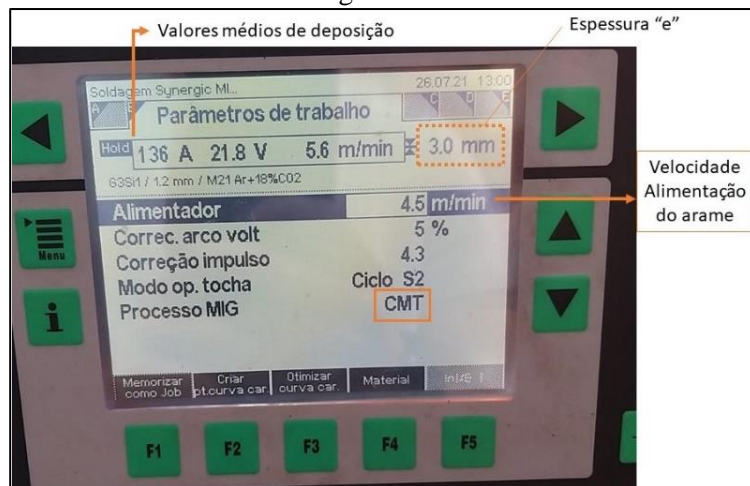 Valores médios de deposição
Espessura “e”
Soldagem Synergic MI...
26.07.21 13:00
A B
Parâmetros de trabalho
C D E
Hold 136 A 21.8 V 5.6 m/min 3.0 mm
G3Si1 / 1,2 mm / M21 Ar+18%CO2
Alimentador 4.5 m/min
Correc. arco volt 5 %
Correção impulso 4.3
Modo op. tocha Ciclo S2
Processo MIG CMT
Velocidade
Alimentação
do arame
Menu
i
Memorizar
como Job
Criar
pt.curva car.
Otimizar
curva car.
Material
F1 F2 F3 F4 F5